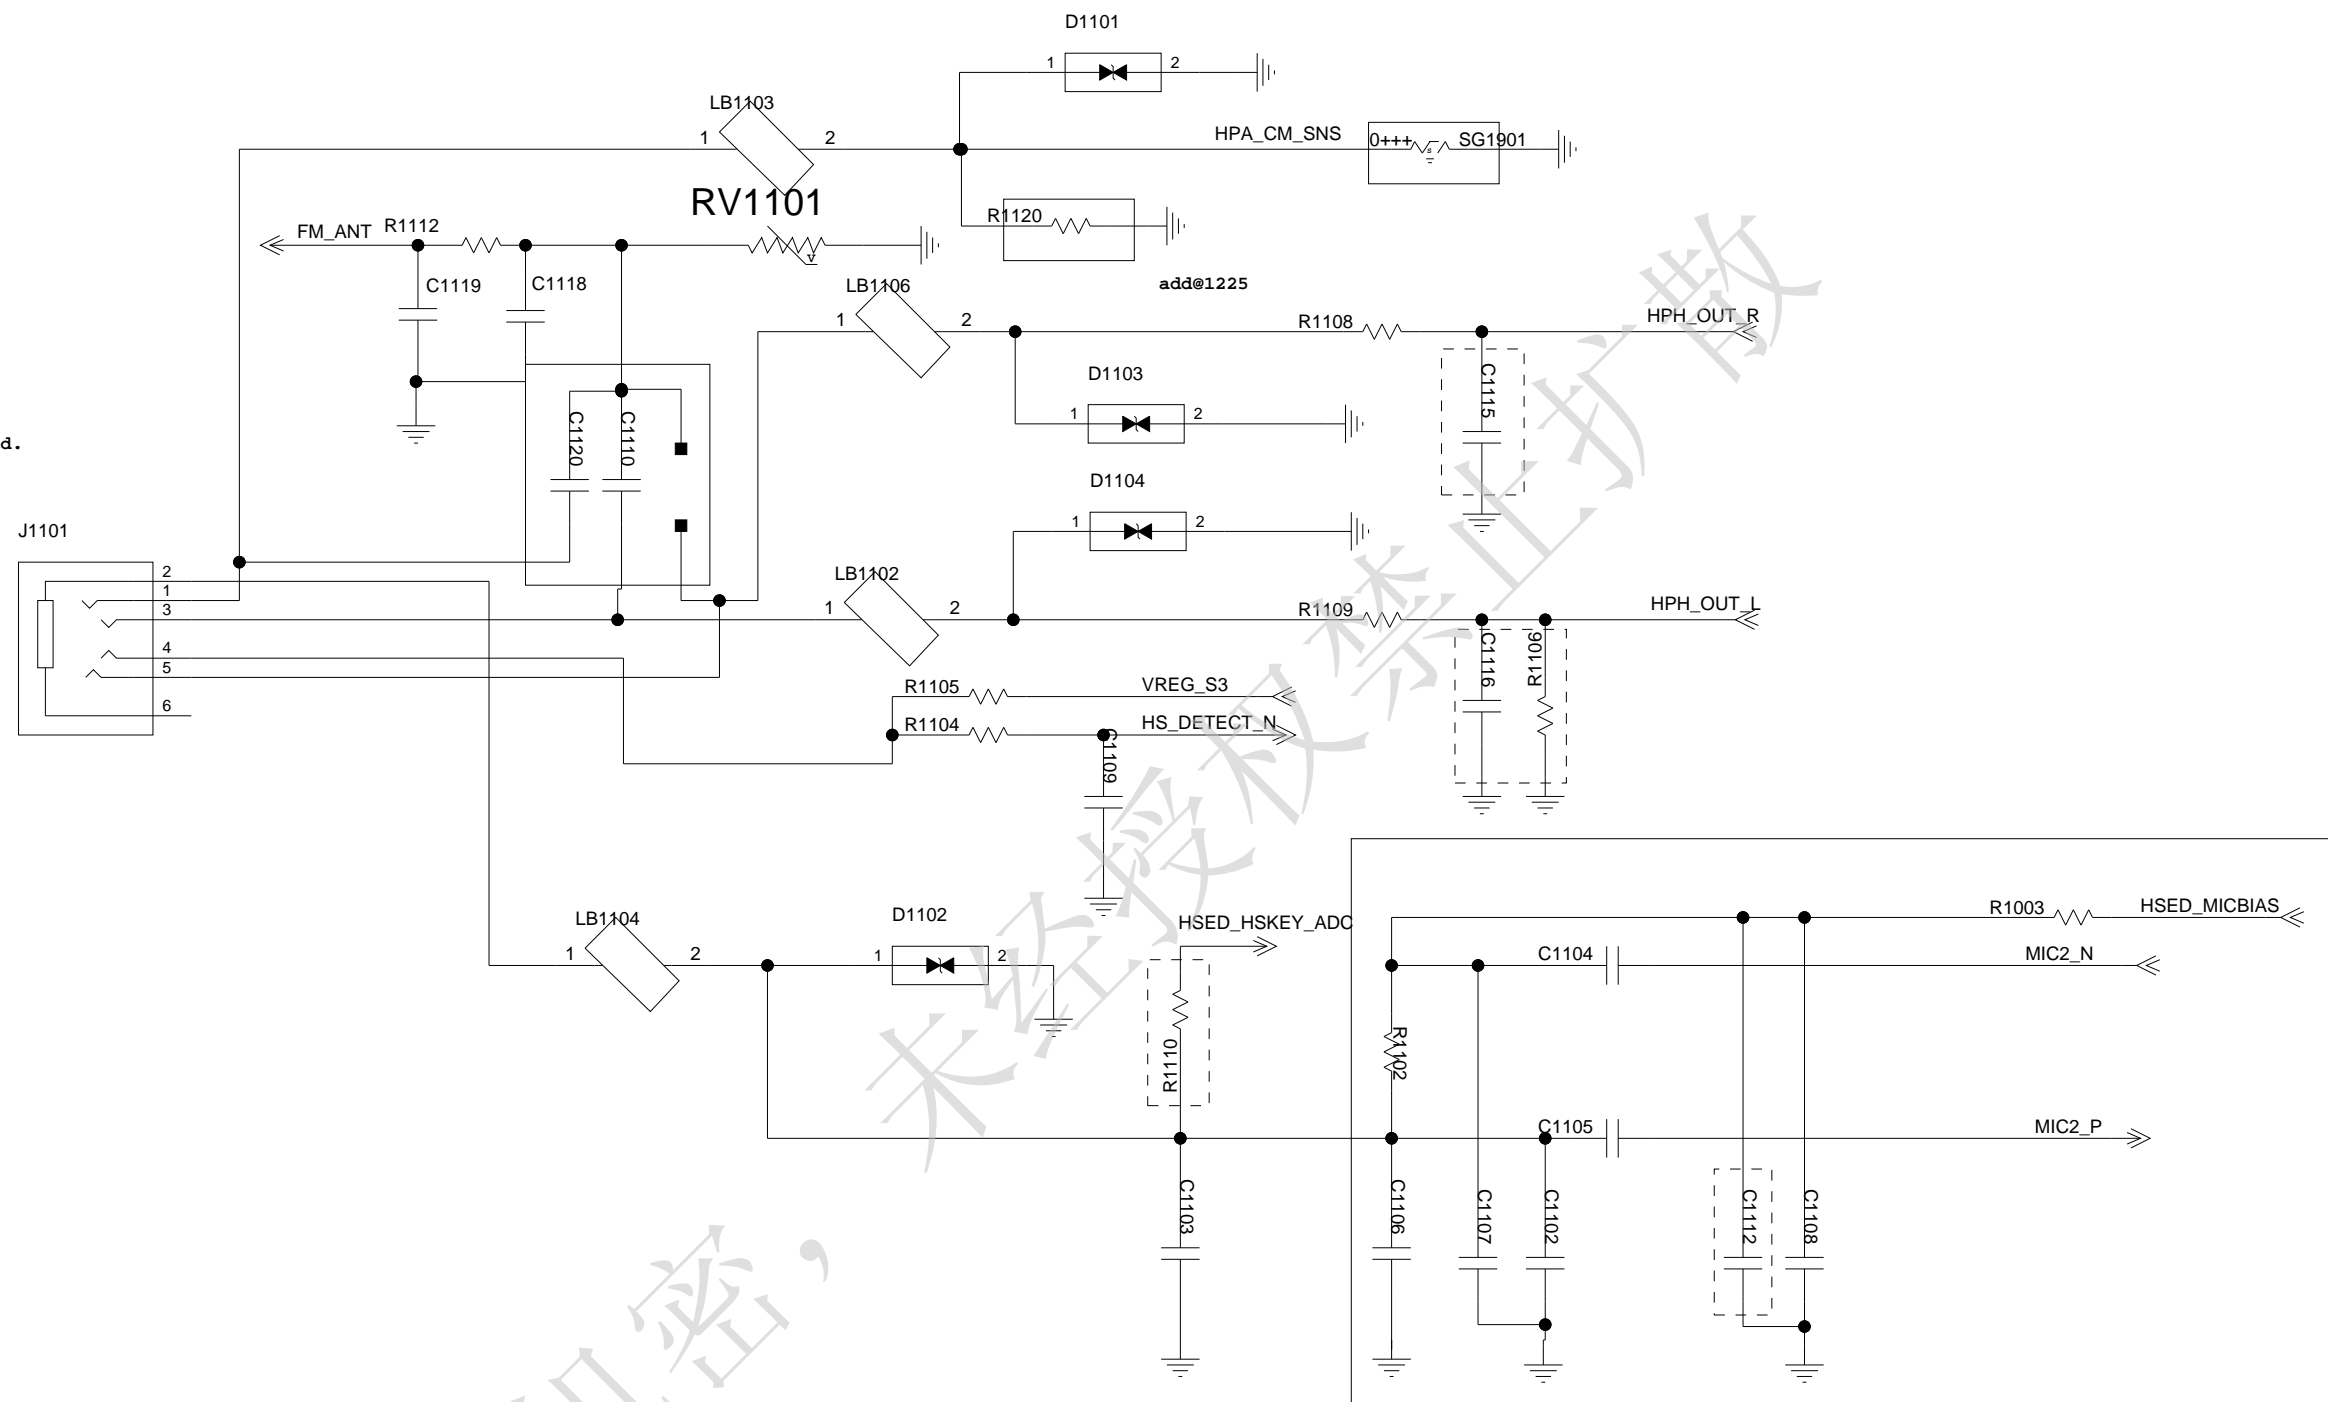 D1101
1
2
LB1103
1
2
HPA_CM_SNS
0+++
s
SG1901
RV1101
V
R1120
FM_ANT
R1112
C1119
C1118
add@1225
LB1106
1
2
R1108
HPH_OUT_R
D1103
1
2
C1115
C1120
C1110
d.
D1104
1
2
J1101
2
1
3
4
5
6
LB1102
1
2
R1109
HPH_OUT_L
C1116
R1106
R1105
VREG_S3
R1104
HS_DETECT_N
C1109
LB1104
1
2
D1102
1
2
HSED_HSKEY_ADC
R1110
R1003
HSED_MICBIAS
C1104
MIC2_N
R1102
C1105
MIC2_P
C1103
C1106
C1107
C1102
C1112
C1108
密,未经授权禁止扩散